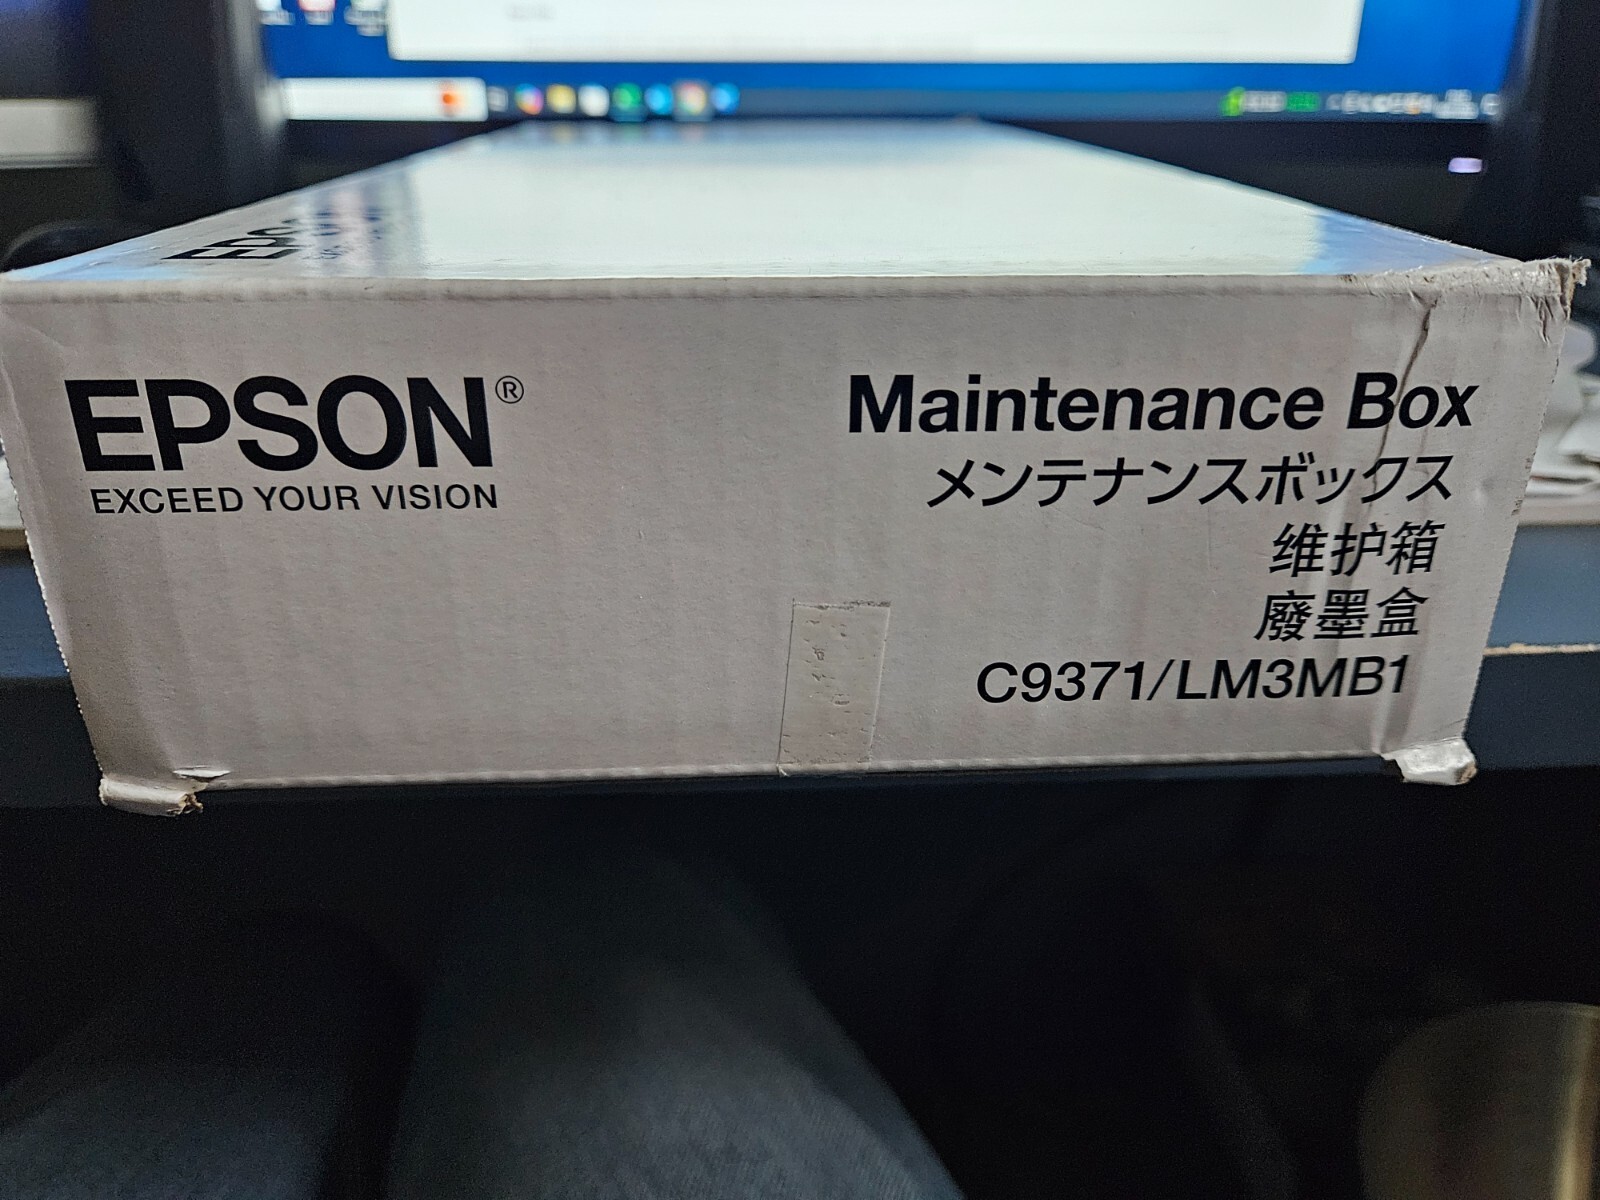 EPSON®
EXCEED YOUR VISION
Maintenance Box
メンテナンスボックス
维护箱
廢墨盒
C9371/LM3MB1